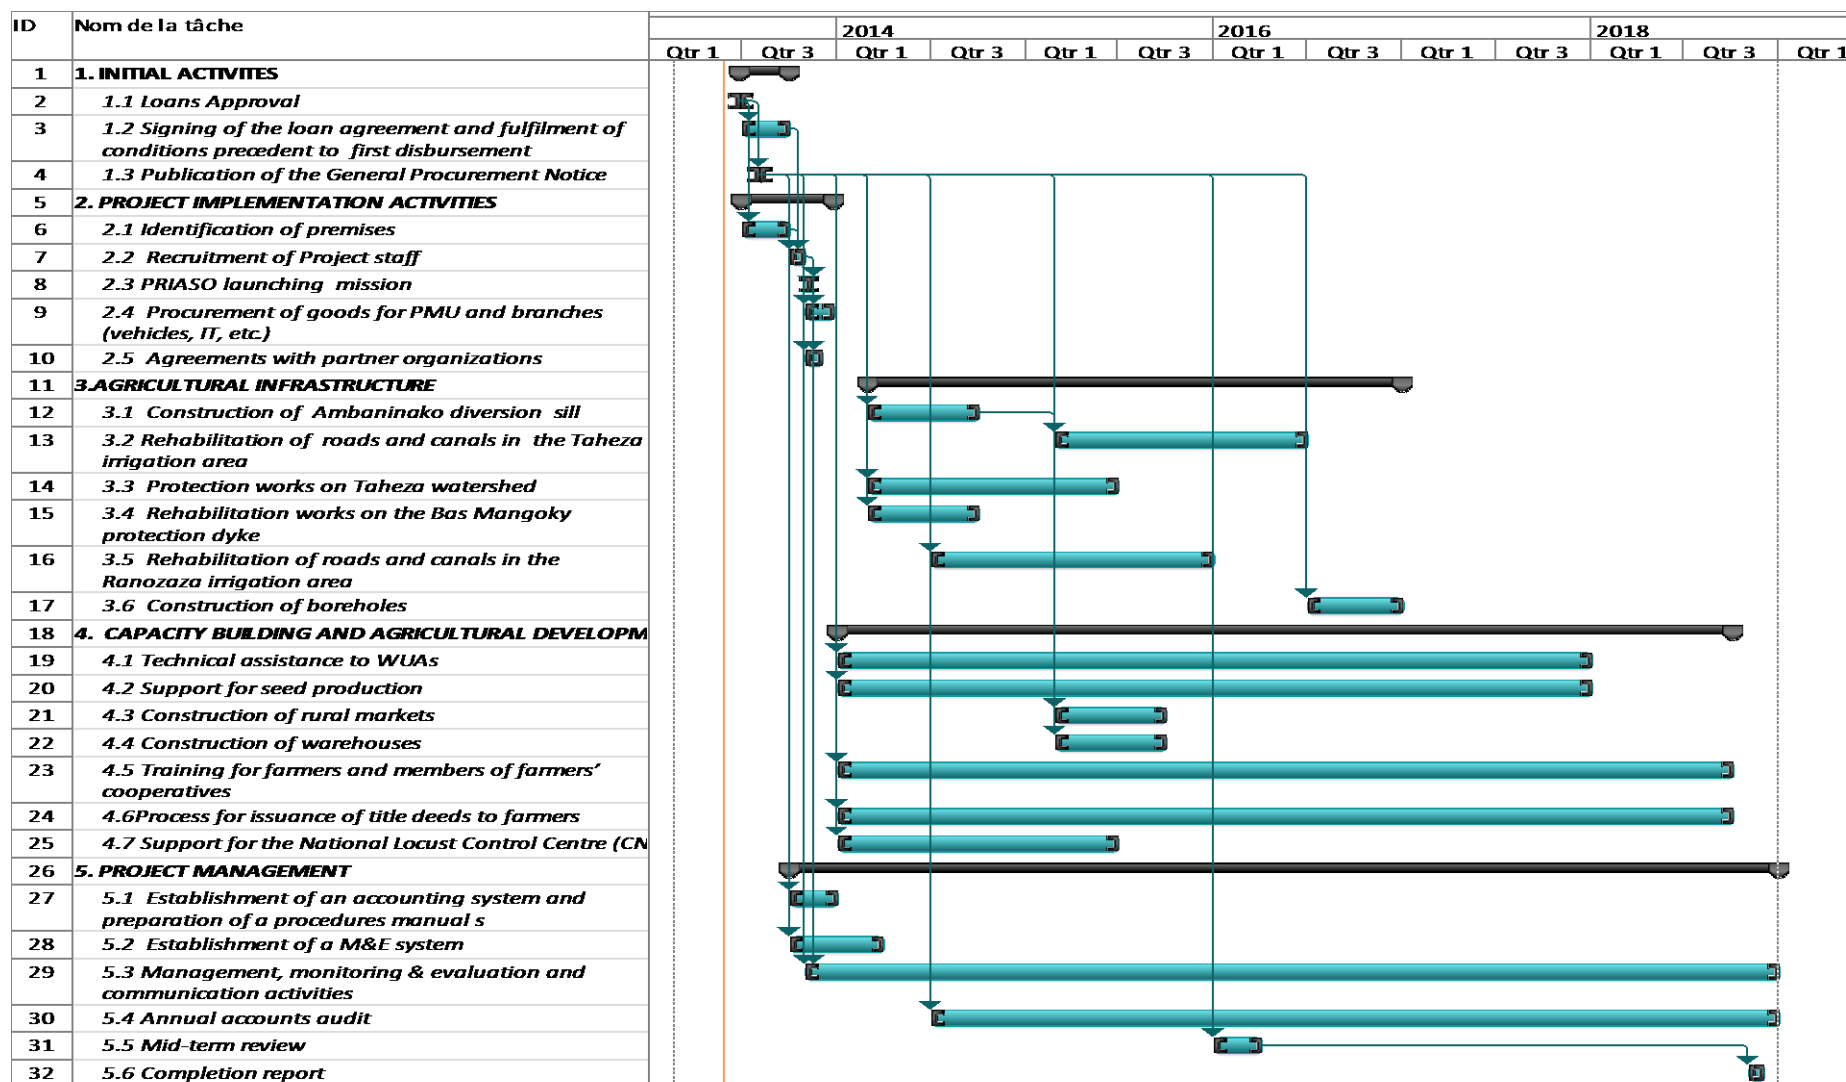 ID Nom de la tâche
2014 2016 2018
Qtr 1 Qtr 3 Qtr 1 Qtr 3 Qtr 1 Qtr 3 Qtr 1 Qtr 3 Qtr 1 Qtr 3 Qtr 1 Qtr 3 Qtr 1
1 1. INITIAL ACTIVITES
2 1.1 Loans Approval
3 1.2 Signing of the loan agreement and fulfilment of
conditions precedent to first disbursement
4 1.3 Publication of the General Procurement Notice
5 2. PROJECT IMPLEMENTATION ACTIVITIES
6 2.1 Identification of premises
7 2.2 Recruitment of Project staff
8 2.3 PRIASO launching mission
9 2.4 Procurement of goods for PMU and branches
(vehicles, IT, etc.)
10 2.5 Agreements with partner organizations
11 3.AGRICULTURAL INFRASTRUCTURE
12 3.1 Construction of Ambaninako diversion sill
13 3.2 Rehabilitation of roads and canals in the Taheza
irrigation area
14 3.3 Protection works on Taheza watershed
15 3.4 Rehabilitation works on the Bas Mangoky
protection dyke
16 3.5 Rehabilitation of roads and canals in the
Ranozaza irrigation area
17 3.6 Construction of boreholes
18 4. CAPACITY BUILDING AND AGRICULTURAL DEVELOPM
19 4.1 Technical assistance to WUAs
20 4.2 Support for seed production
21 4.3 Construction of rural markets
22 4.4 Construction of warehouses
23 4.5 Training for farmers and members of farmers’
cooperatives
24 4.6Process for issuance of title deeds to farmers
25 4.7 Support for the National Locust Control Centre (CN
26 5. PROJECT MANAGEMENT
27 5.1 Establishment of an accounting system and
preparation of a procedures manual s
28 5.2 Establishment of a M&E system
29 5.3 Management, monitoring & evaluation and
communication activities
30 5.4 Annual accounts audit
31 5.5 Mid-term review
32 5.6 Completion report